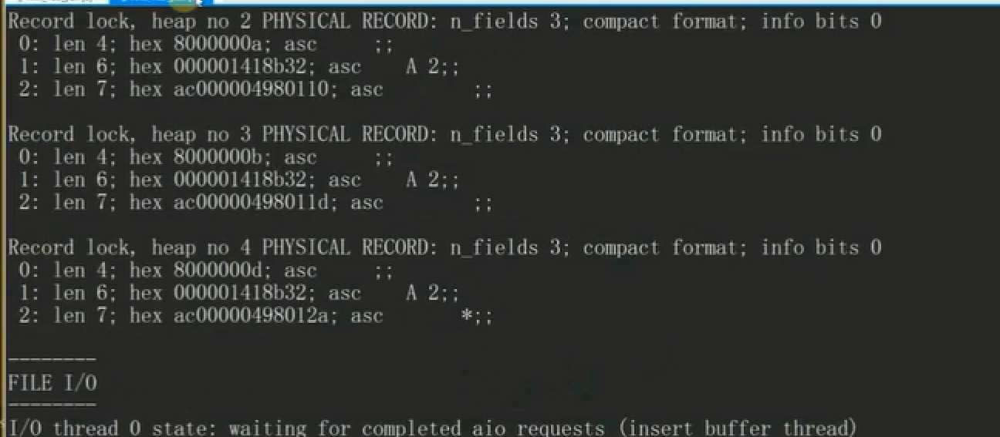 Record lock, heap no 2 PHYSICAL RECORD: n_fields 3; compact format; info bits 0
0: len 4; hex 8000000a; asc     ;;
1: len 6; hex 000001418b32; asc    A 2;;
2: len 7; hex ac000004980110; asc        ;;
Record lock, heap no 3 PHYSICAL RECORD: n_fields 3; compact format; info bits 0
0: len 4; hex 8000000b; asc     ;;
1: len 6; hex 000001418b32; asc    A 2;;
2: len 7; hex ac00000498011d; asc        ;;
Record lock, heap no 4 PHYSICAL RECORD: n_fields 3; compact format; info bits 0
0: len 4; hex 8000000d; asc     ;;
1: len 6; hex 000001418b32; asc    A 2;;
2: len 7; hex ac00000498012a; asc       *;;
--------
FILE I/O
--------
I/O thread 0 state: waiting for completed aio requests (insert buffer thread)